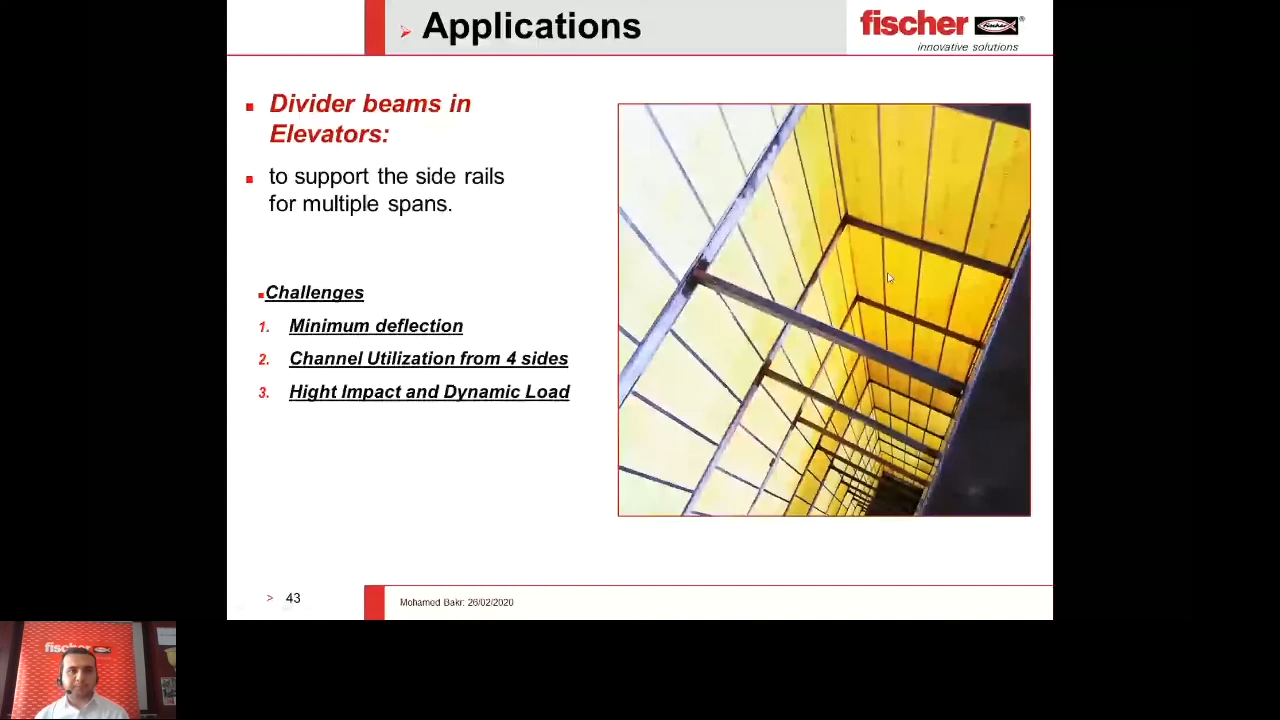 Applications
fischer
innovative solutions
Divider beams in
Elevators:
to support the side rails
for multiple spans.
Challenges
1. Minimum deflection
2. Channel Utilization from 4 sides
3. Hight Impact and Dynamic Load
> 43
Mohamed Bakr: 26/02/2020
fischer